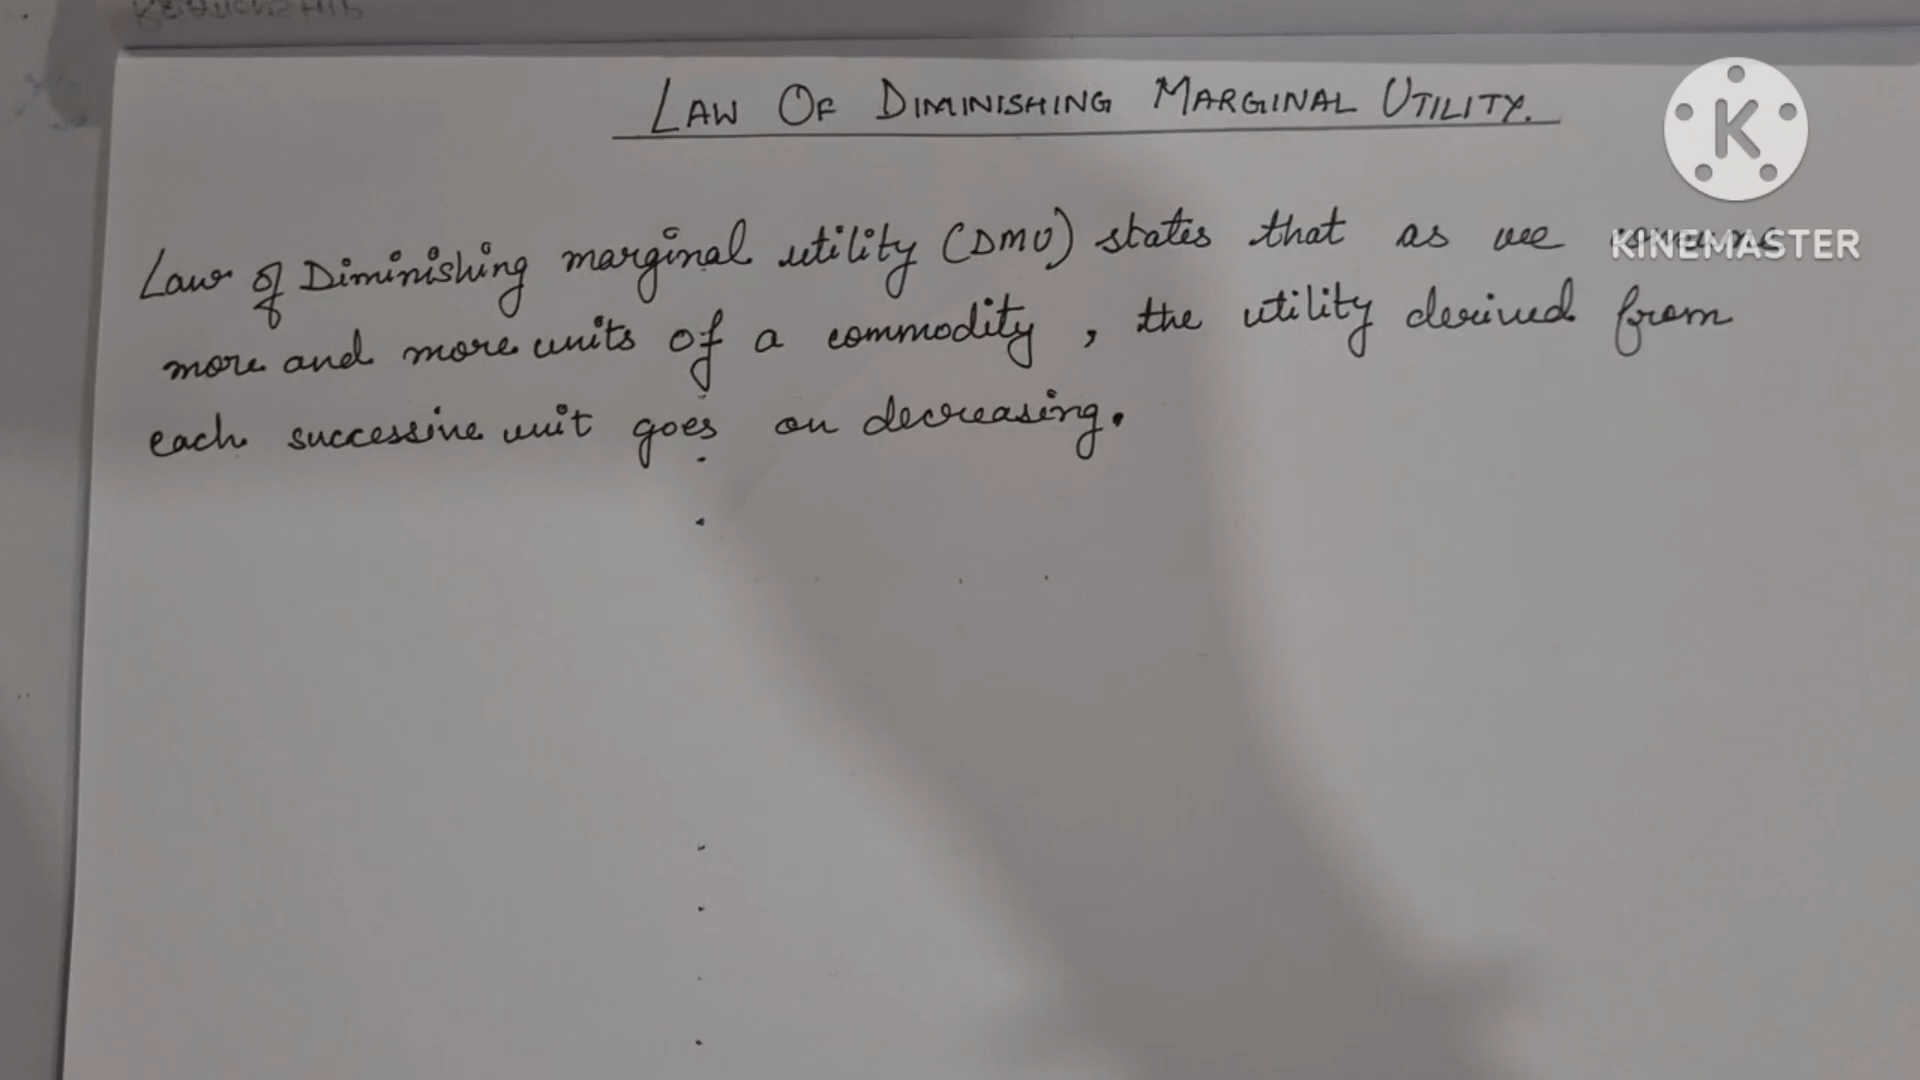 LAW OF DIMINISHING MARGINAL UTILITY.
K
KINEMASTER
Law of Diminishing marginal utility (DMU) states that as we
more and more units of a commodity, the utility derived from
each successive unit goes on decreasing.